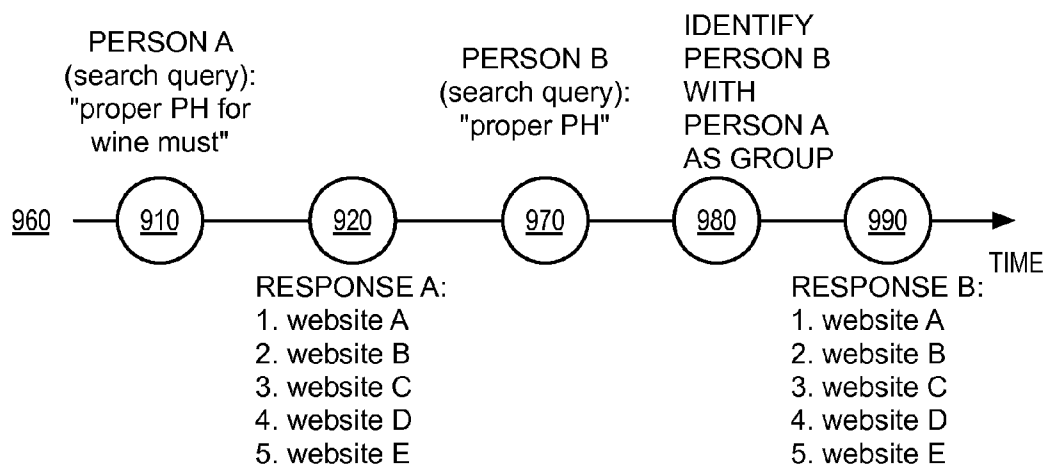 PERSON A
(search query):
"proper PH for
wine must"
PERSON B
(search query):
"proper PH"
IDENTIFY
PERSON B
WITH
PERSON A
AS GROUP
960
910
920
970
980
990
TIME
RESPONSE A:
1. website A
2. website B
3. website C
4. website D
5. website E
RESPONSE B:
1. website A
2. website B
3. website C
4. website D
5. website E